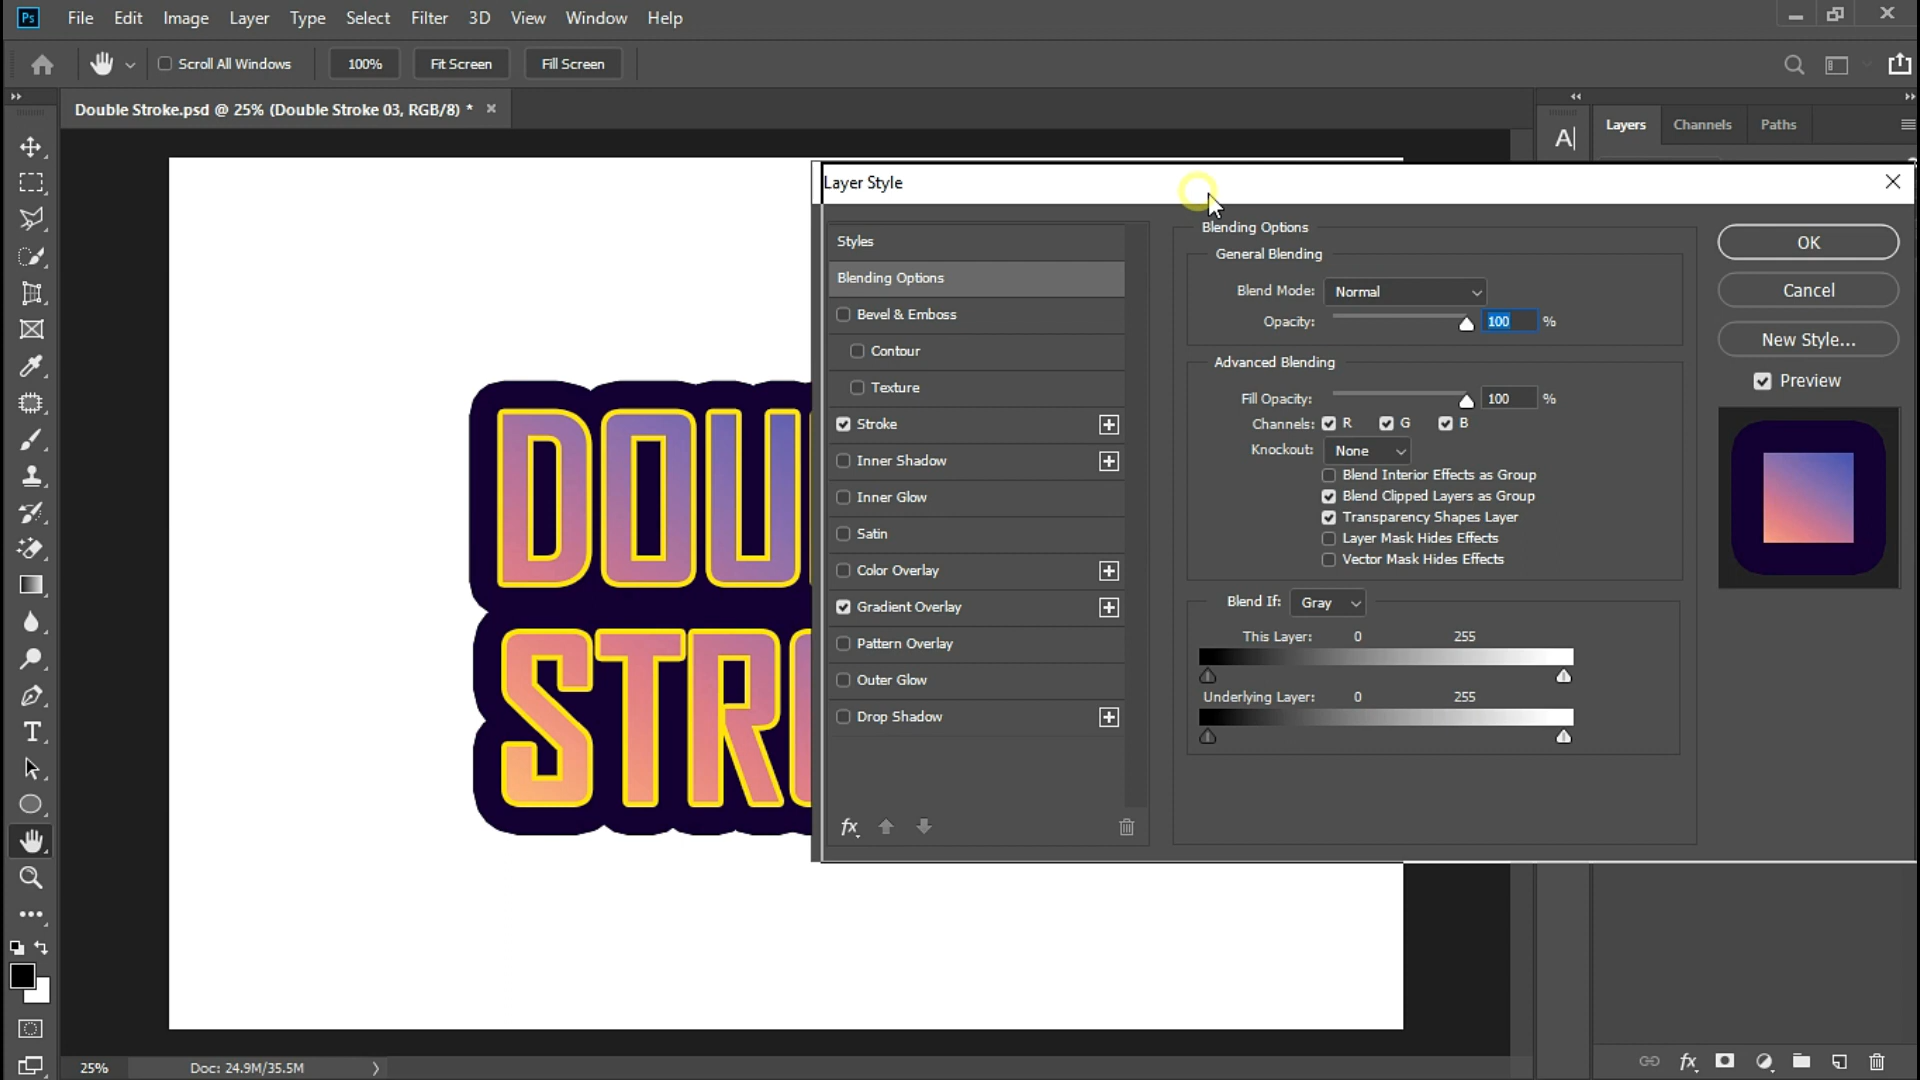 Ps File Edit Image Layer Type Select Filter 3D View Window Help
Scroll All Windows 100% Fit Screen Fill Screen
Double Stroke.psd @ 25% (Double Stroke 03, RGB/8) *
A
Layers Channels Paths
Layer Style
Styles
Blending Options
Bevel & Emboss
Contour
Texture
Stroke
Inner Shadow
Inner Glow
Satin
Color Overlay
Gradient Overlay
Pattern Overlay
Outer Glow
Drop Shadow
fx
Blending Options
General Blending
Blend Mode: Normal
Opacity: 100 %
Advanced Blending
Fill Opacity: 100 %
Channels: R G B
Knockout: None
Blend Interior Effects as Group
Blend Clipped Layers as Group
Transparency Shapes Layer
Layer Mask Hides Effects
Vector Mask Hides Effects
Blend If: Gray
This Layer: 0 255
Underlying Layer: 0 255
OK
Cancel
New Style...
Preview
DOU
STR
T
25% Doc: 24.9M/35.5M
fx